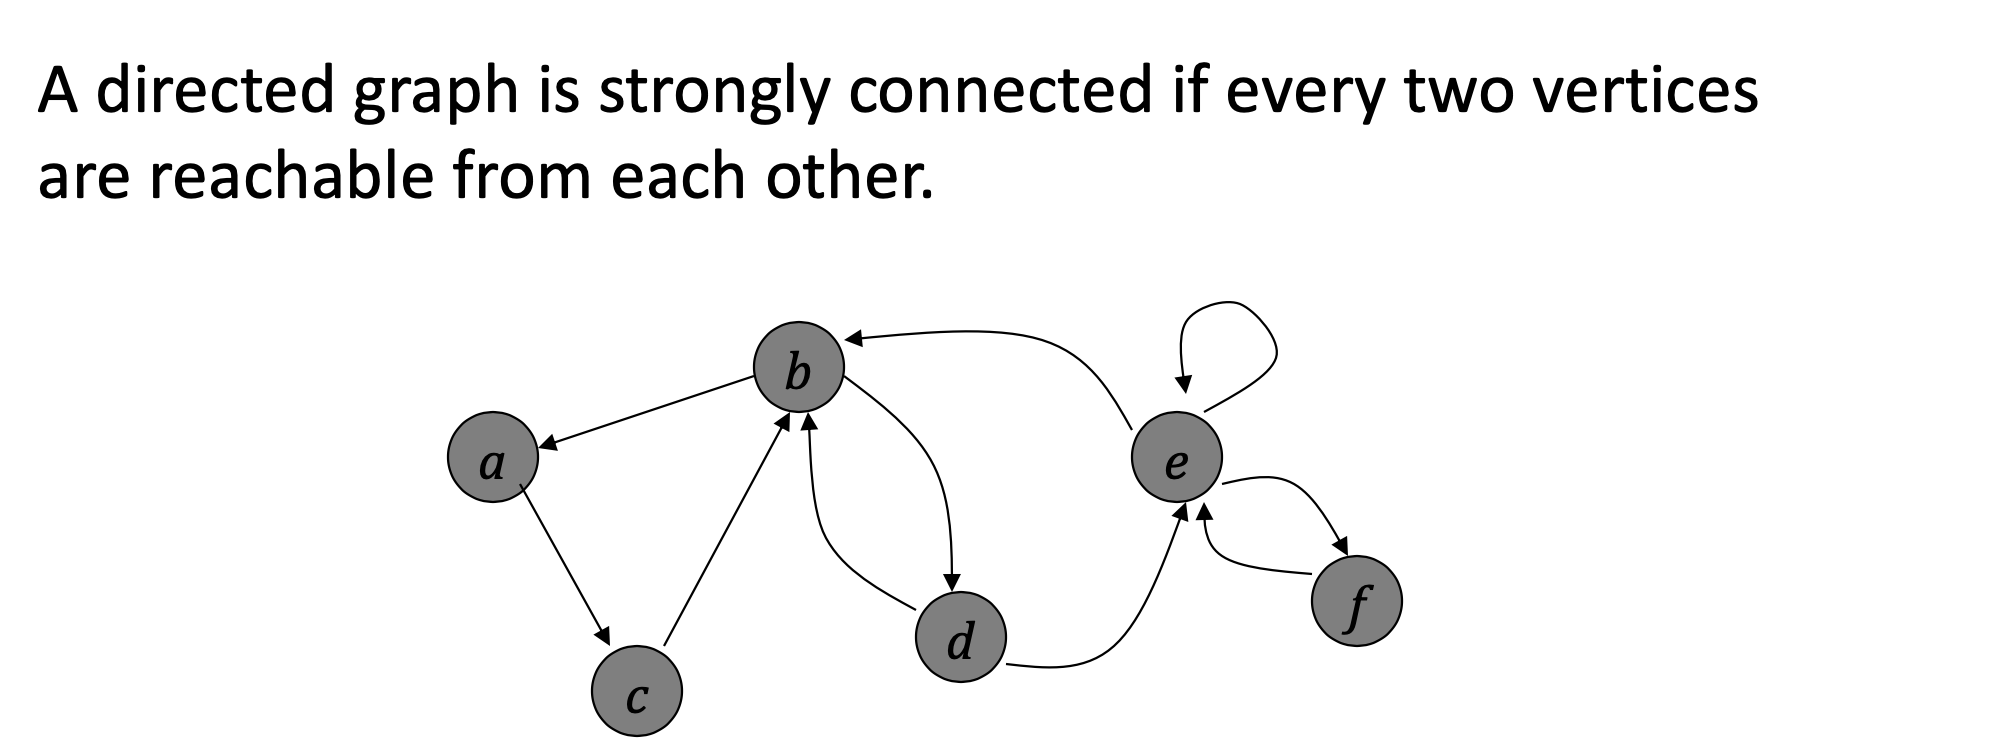 A directed graph is strongly connected if every two vertices
are reachable from each other.
b
a
e
f
d
c